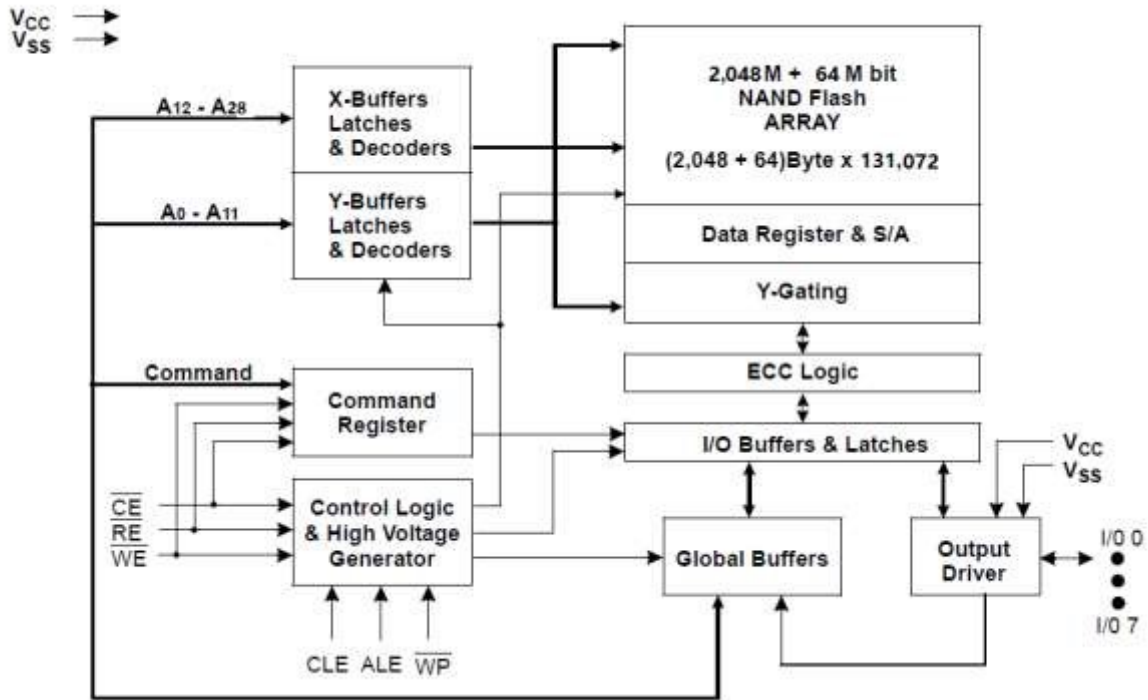 VCC
VSS
A12 - A28
X-Buffers
Latches
& Decoders
A0 - A11
Y-Buffers
Latches
& Decoders
2,048M + 64 M bit
NAND Flash
ARRAY
(2,048 + 64)Byte x 131,072
Data Register & S/A
Y-Gating
ECC Logic
Command
Command
Register
I/O Buffers & Latches
VCC
VSS
CE
RE
WE
Control Logic
& High Voltage
Generator
Global Buffers
Output
Driver
I/O 0
I/O 7
CLE ALE WP